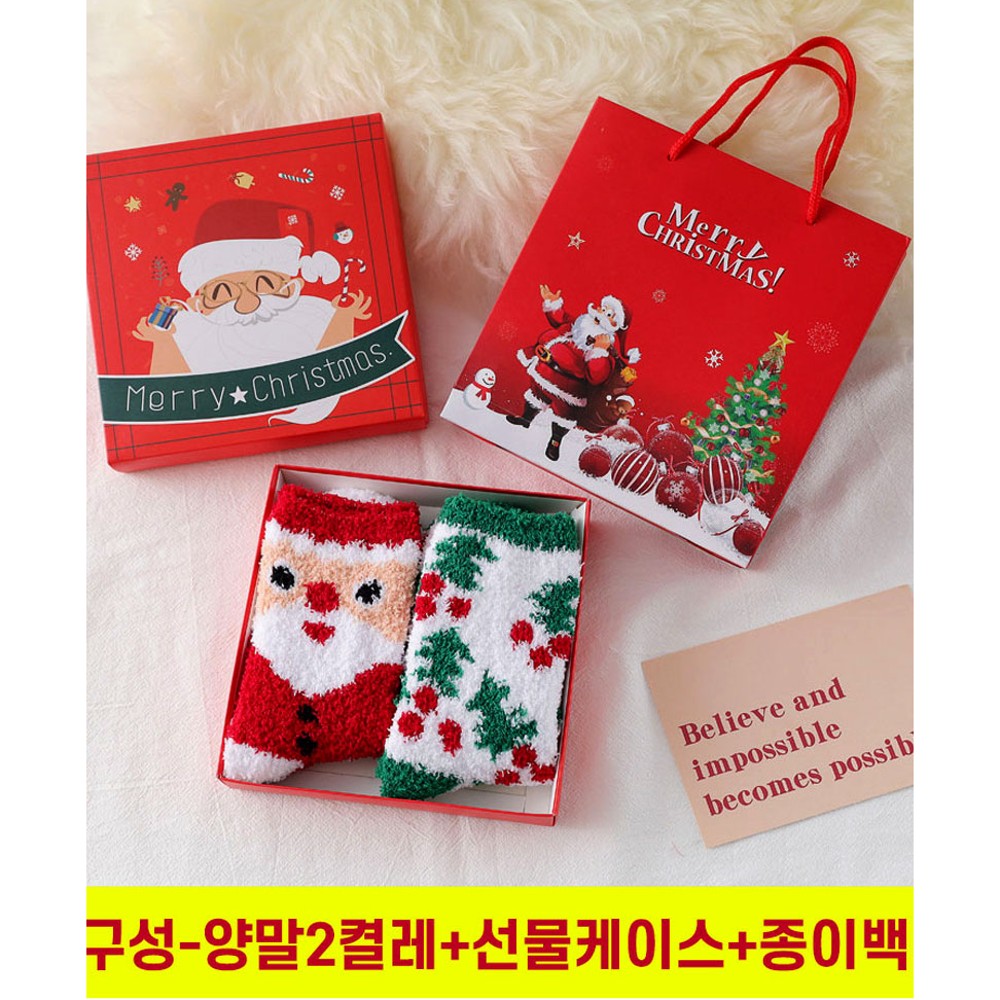 Merry
CHRISTMAS!
Merry★Christmas.
Believe and
impossible
becomes possib
구성-양말2켤레+선물케이스+종이백